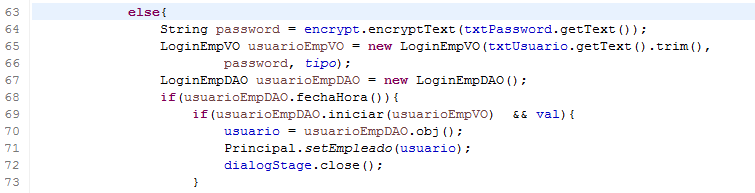 63 else{
64 String password = encrypt.encryptText(txtPassword.getText());
65 LoginEmpVO usuarioEmpVO = new LoginEmpVO(txtUsuario.getText().trim(),
66 password, tipo);
67 LoginEmpDAO usuarioEmpDAO = new LoginEmpDAO();
68 if(usuarioEmpDAO.fechaHora()){
69 if(usuarioEmpDAO.iniciar(usuarioEmpVO) && val){
70 usuario = usuarioEmpDAO.obj();
71 Principal.setEmpleado(usuario);
72 dialogStage.close();
73 }